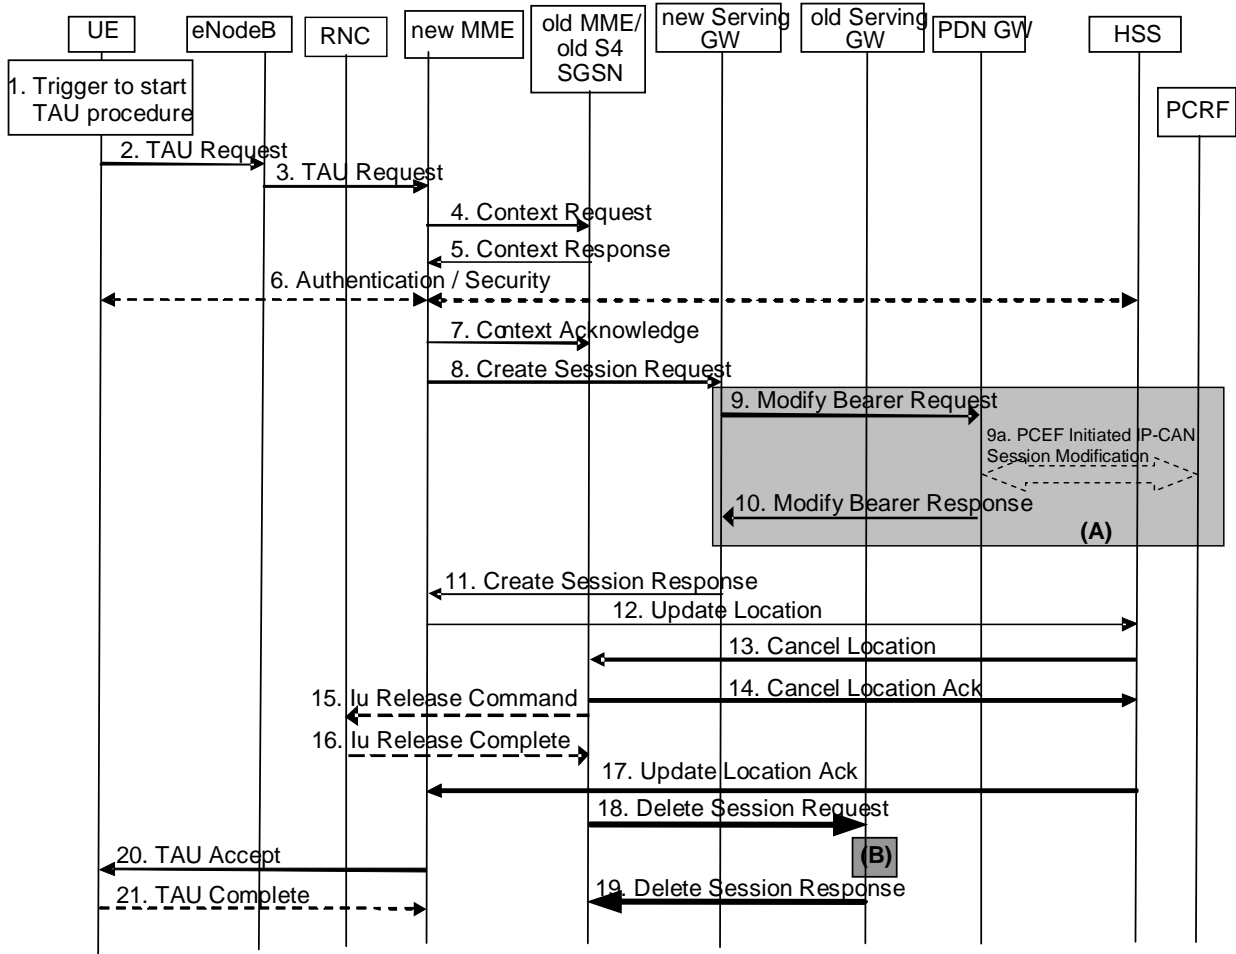 UE
eNodeB
RNC
new MME
old MME/
old S4
SGSN
new Serving
GW
old Serving
GW
PDN GW
HSS
PCRF
1. Trigger to start
TAU procedure
2. TAU Request
3. TAU Request
4. Context Request
5. Context Response
6. Authentication / Security
7. Context Acknowledge
8. Create Session Request
9. Modify Bearer Request
9a. PCEF Initiated IP-CAN
Session Modification
10. Modify Bearer Response
(A)
11. Create Session Response
12. Update Location
13. Cancel Location
14. Cancel Location Ack
15. Iu Release Command
16. Iu Release Complete
17. Update Location Ack
18. Delete Session Request
(B)
20. TAU Accept
19. Delete Session Response
21. TAU Complete